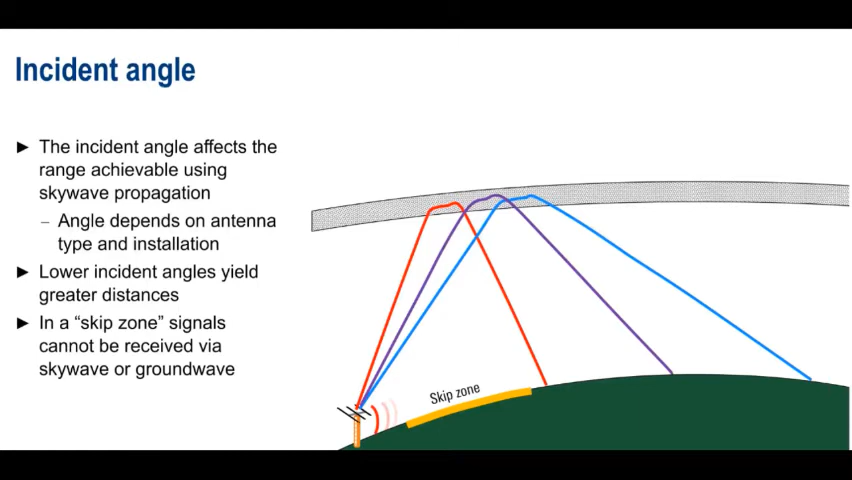 Incident angle
► The incident angle affects the
range achievable using
skywave propagation
– Angle depends on antenna
type and installation
► Lower incident angles yield
greater distances
► In a “skip zone” signals
cannot be received via
skywave or groundwave
Skip zone